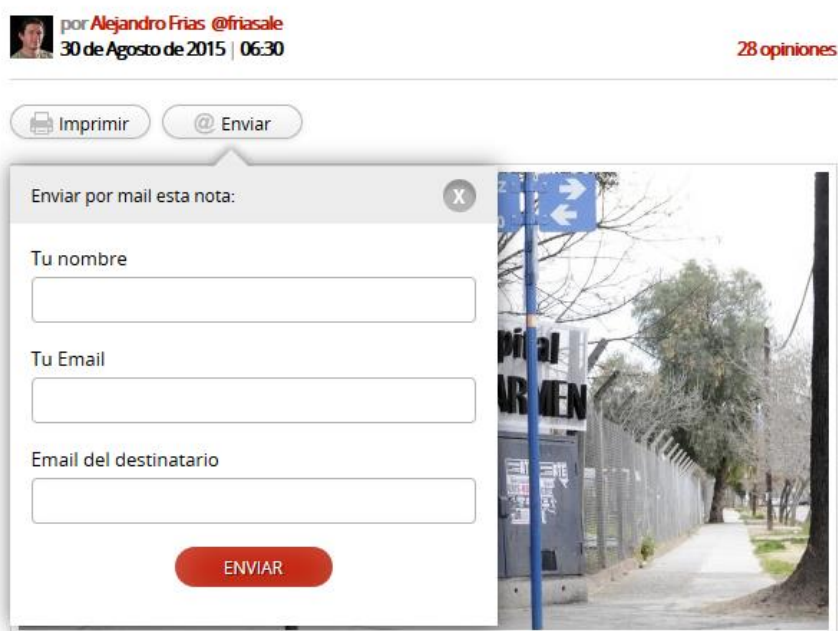 por Alejandro Frias @friasale
30 de Agosto de 2015 | 06:30
28 opiniones
Imprimir
@ Enviar
Enviar por mail esta nota:
X
Tu nombre
Tu Email
Email del destinatario
ENVIAR
Z
O
pital
ARMEN